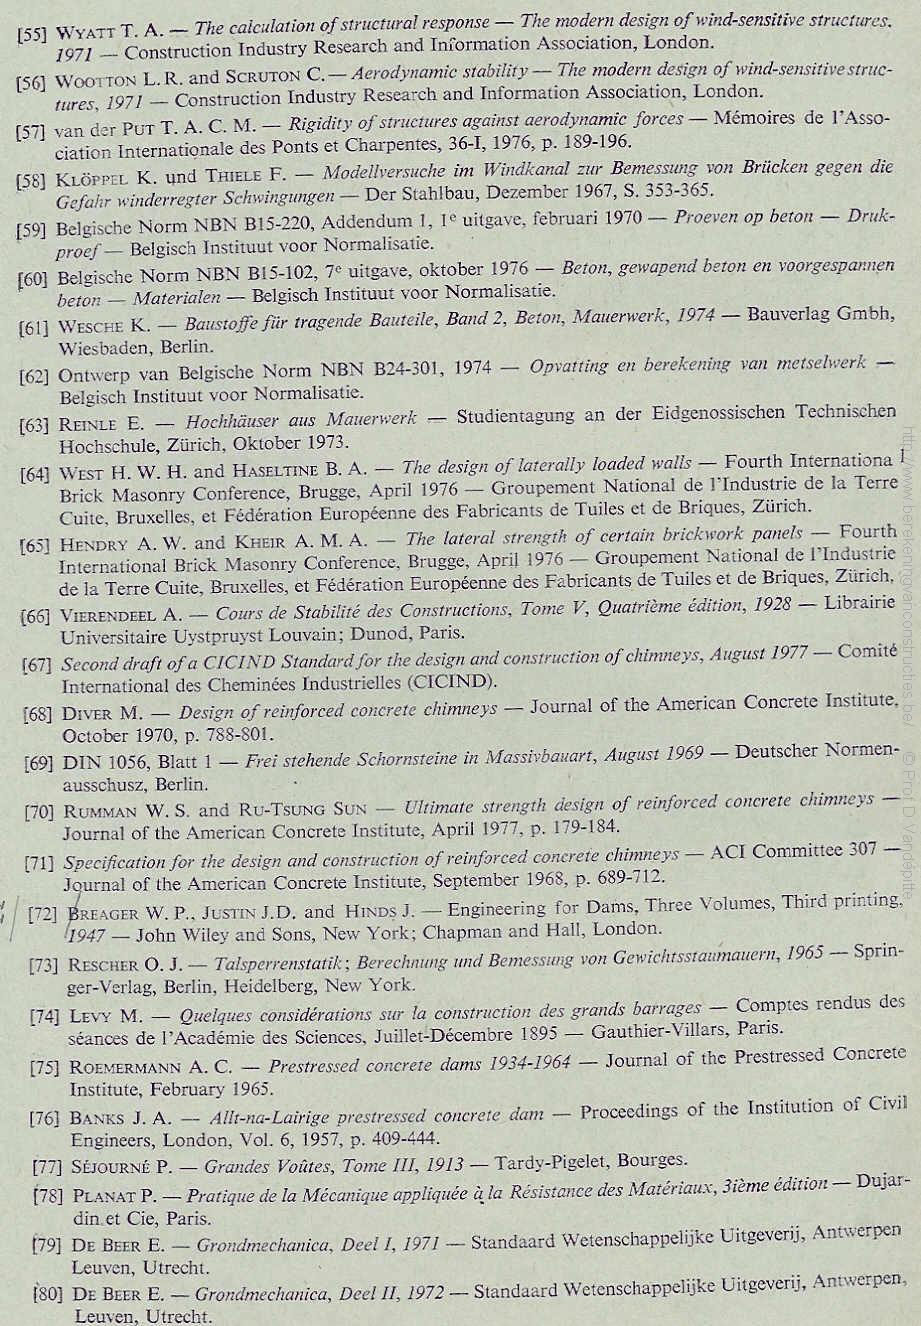 [55] WYATT T. A. — The calculation of structural response — The modern design of wind-sensitive structures.
1971 — Construction Industry Research and Information Association, London.
[56] WOOTTON L. R. and SCRUTON C. — Aerodynamic stability — The modern design of wind-sensitive struc-
tures, 1971 — Construction Industry Research and Information Association, London.
[57] van der PUT T. A. C. M. — Rigidity of structures against aerodynamic forces — Mémoires de l'Asso-
ciation Internationale des Ponts et Charpentes, 36-I, 1976, p. 189-196.
[58] KLÖPPEL K. und THIELE F. — Modellversuche im Windkanal zur Bemessung von Brücken gegen die
Gefahr winderregter Schwingungen — Der Stahlbau, Dezember 1967, S. 353-365.
[59] Belgische Norm NBN B15-220, Addendum 1, 1e uitgave, februari 1970 — Proeven op beton — Druk-
proef — Belgisch Instituut voor Normalisatie.
[60] Belgische Norm NBN B15-102, 7e uitgave, oktober 1976 — Beton, gewapend beton en voorgespannen
beton — Materialen — Belgisch Instituut voor Normalisatie.
[61] WESCHE K. — Baustoffe für tragende Bauteile, Band 2, Beton, Mauerwerk, 1974 — Bauverlag Gmbh,
Wiesbaden, Berlin.
[62] Ontwerp van Belgische Norm NBN B24-301, 1974 — Opvatting en berekening van metselwerk —
Belgisch Instituut voor Normalisatie.
[63] REINLE E. — Hochhäuser aus Mauerwerk — Studientagung an der Eidgenossischen Technischen
Hochschule, Zürich, Oktober 1973.
[64] WEST H. W. H. and HASELTINE B. A. — The design of laterally loaded walls — Fourth Internationa l
Brick Masonry Conference, Brugge, April 1976 — Groupement National de l'Industrie de la Terre
Cuite, Bruxelles, et Fédération Européenne des Fabricants de Tuiles et de Briques, Zürich.
[65] HENDRY A. W. and KHEIR A. M. A. — The lateral strength of certain brickwork panels — Fourth
International Brick Masonry Conference, Brugge, April 1976 — Groupement National de l'Industrie
de la Terre Cuite, Bruxelles, et Fédération Européenne des Fabricants de Tuiles et de Briques, Zürich,
[66] VIERENDEEL A. — Cours de Stabilité des Constructions, Tome V, Quatrième édition, 1928 — Librairie
Universitaire Uystpruyst Louvain; Dunod, Paris.
[67] Second draft of a CICIND Standard for the design and construction of chimneys, August 1977 — Comité
International des Cheminées Industrielles (CICIND).
[68] DIVER M. — Design of reinforced concrete chimneys — Journal of the American Concrete Institute,
October 1970, p. 788-801.
[69] DIN 1056, Blatt 1 — Frei stehende Schornsteine in Massivbauart, August 1969 — Deutscher Normen-
ausschusz, Berlin.
[70] RUMMAN W. S. and RU-TSUNG SUN — Ultimate strength design of reinforced concrete chimneys —
Journal of the American Concrete Institute, April 1977, p. 179-184.
[71] Specification for the design and construction of reinforced concrete chimneys — ACI Committee 307 —
Journal of the American Concrete Institute, September 1968, p. 689-712.
[72] BREAGER W. P., JUSTIN J.D. and HINDS J. — Engineering for Dams, Three Volumes, Third printing,
1947 — John Wiley and Sons, New York; Chapman and Hall, London.
[73] RESCHER O. J. — Talsperrenstatik; Berechnung und Bemessung von Gewichtsstaumauern, 1965 — Sprin-
ger-Verlag, Berlin, Heidelberg, New York.
[74] LEVY M. — Quelques considérations sur la construction des grands barrages — Comptes rendus des
séances de l'Académie des Sciences, Juillet-Décembre 1895 — Gauthier-Villars, Paris.
[75] ROEMERMANN A. C. — Prestressed concrete dams 1934-1964 — Journal of the Prestressed Concrete
Institute, February 1965.
[76] BANKS J. A. — Allt-na-Lairige prestressed concrete dam — Proceedings of the Institution of Civil
Engineers, London, Vol. 6, 1957, p. 409-444.
[77] SÉJOURNÉ P. — Grandes Voûtes, Tome III, 1913 — Tardy-Pigelet, Bourges.
[78] PLANAT P. — Pratique de la Mécanique appliquée à la Résistance des Matériaux, 3ième édition — Dujar-
din et Cie, Paris.
[79] DE BEER E. — Grondmechanica, Deel I, 1971 — Standaard Wetenschappelijke Uitgeverij, Antwerpen
Leuven, Utrecht.
[80] DE BEER E. — Grondmechanica, Deel II, 1972 — Standaard Wetenschappelijke Uitgeverij, Antwerpen,
Leuven, Utrecht.
http://www.berekeningvanconstructies.be/ © Prof D. Vandepitte